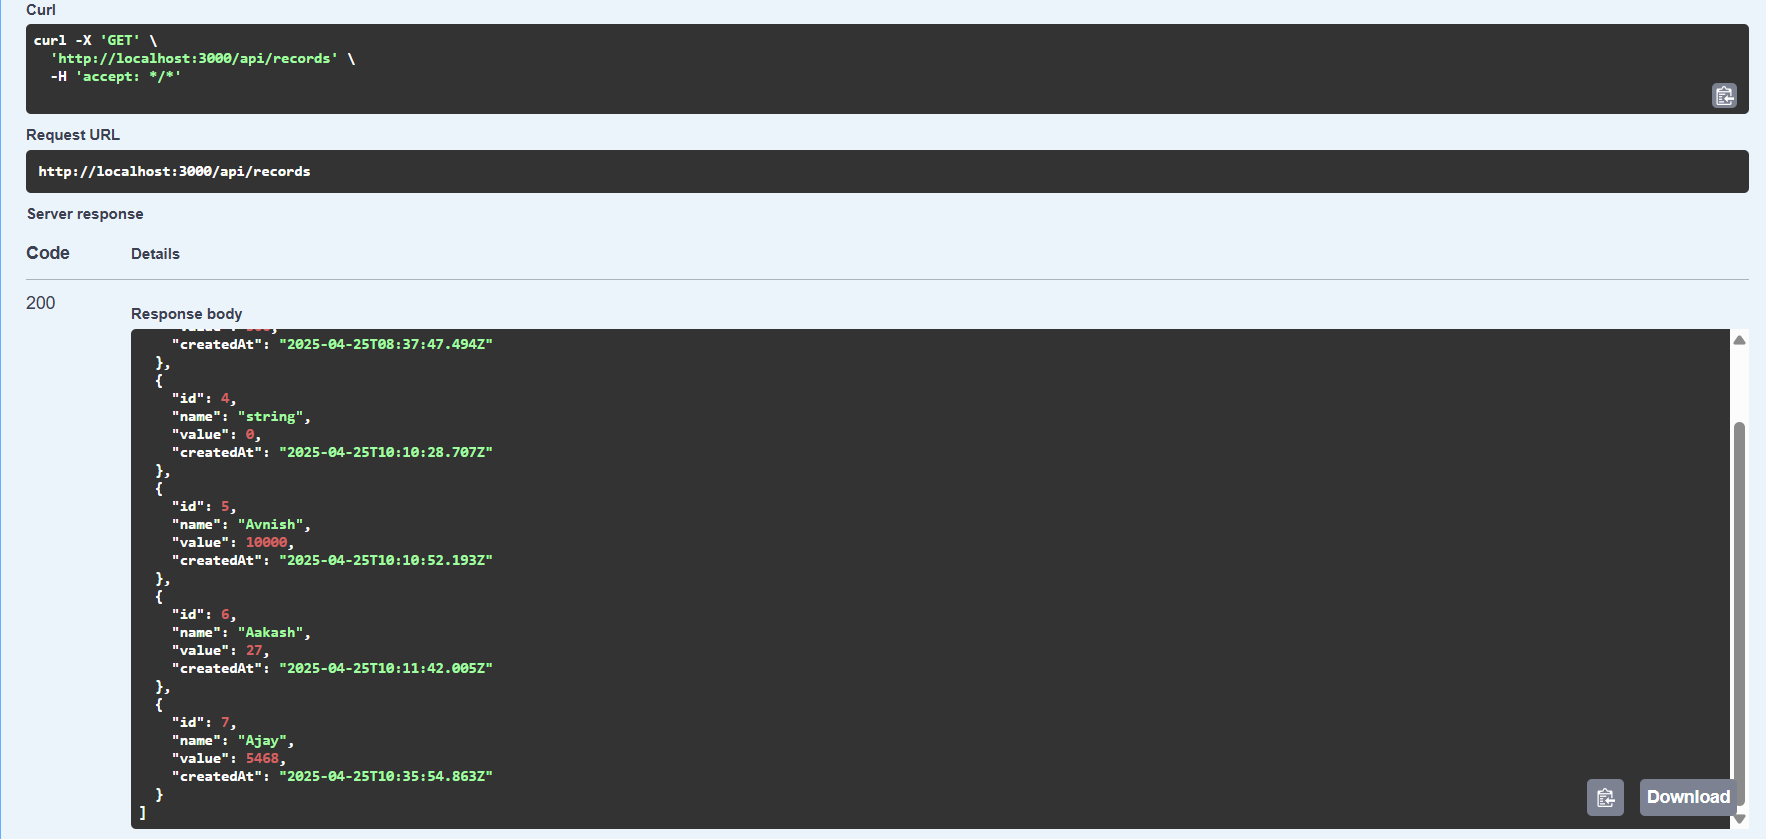 Curl
curl -X 'GET' \
  'http://localhost:3000/api/records' \
  -H 'accept: */*'
Request URL
http://localhost:3000/api/records
Server response
Code Details
200
Response body
    "createdAt": "2025-04-25T08:37:47.494Z"
  },
  {
    "id": 4,
    "name": "string",
    "value": 0,
    "createdAt": "2025-04-25T10:10:28.707Z"
  },
  {
    "id": 5,
    "name": "Avnish",
    "value": 10000,
    "createdAt": "2025-04-25T10:10:52.193Z"
  },
  {
    "id": 6,
    "name": "Aakash",
    "value": 27,
    "createdAt": "2025-04-25T10:11:42.005Z"
  },
  {
    "id": 7,
    "name": "Ajay",
    "value": 5468,
    "createdAt": "2025-04-25T10:35:54.863Z"
  }
]
Download